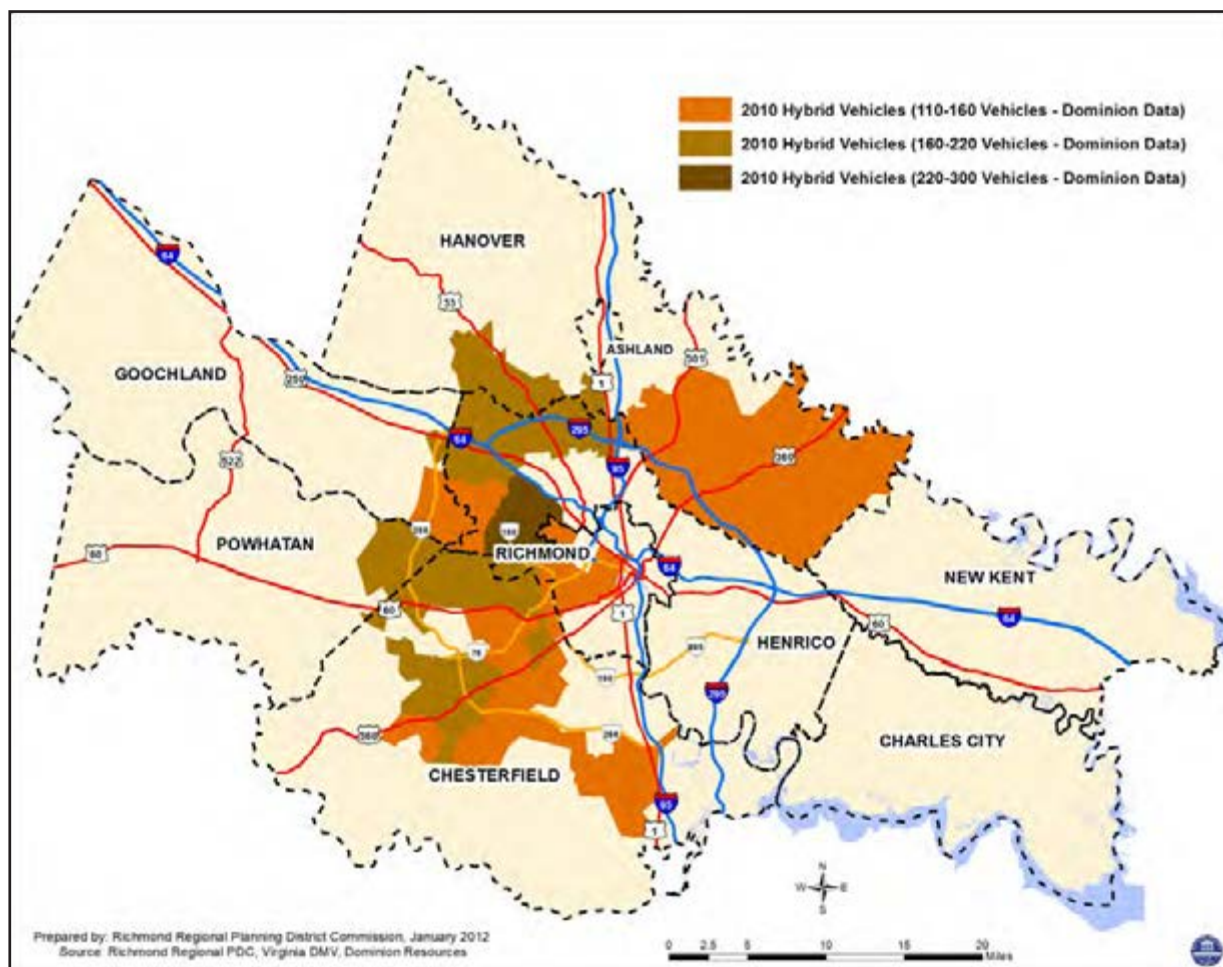 2010 Hybrid Vehicles (110-160 Vehicles - Dominion Data)
2010 Hybrid Vehicles (160-220 Vehicles - Dominion Data)
2010 Hybrid Vehicles (220-300 Vehicles - Dominion Data)
64
HANOVER
33
ASHLAND
501
GOOCHLAND
250
1
64
295
360
95
522
288
POWHATAN
RICHMOND
60
64
NEW KENT
60
1
64
60
76
HENRICO
895
295
360
288
CHARLES CITY
CHESTERFIELD
95
1
N
W E
S
Prepared by: Richmond Regional Planning District Commission, January 2012
Source: Richmond Regional PDC, Virginia DMV, Dominion Resources
0 2.5 5 10 15 20
Miles